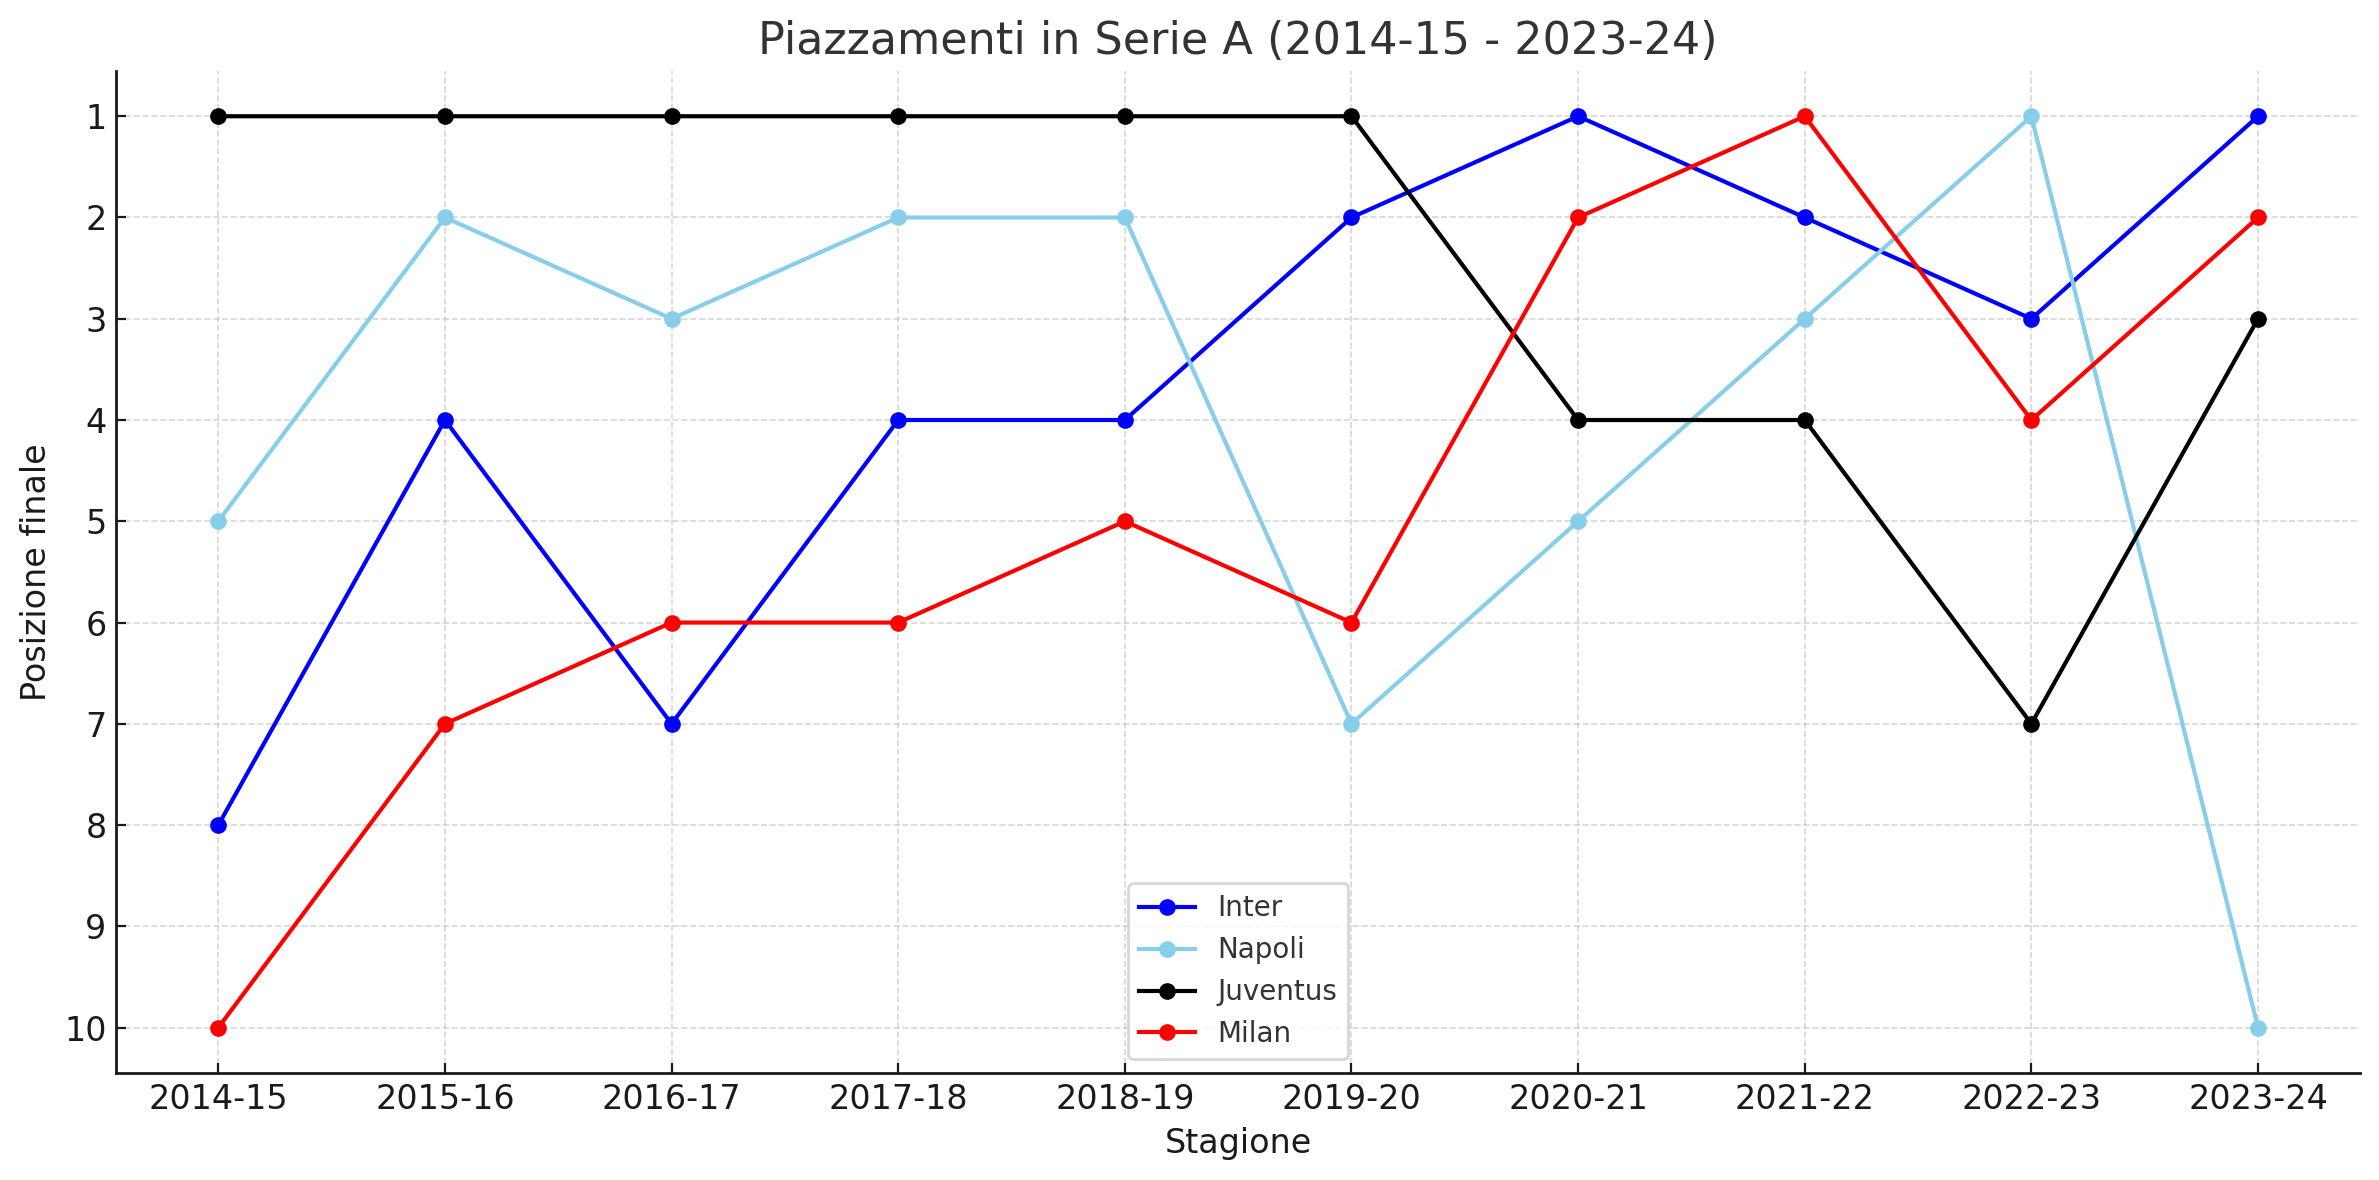 Piazzamenti in Serie A (2014-15 - 2023-24)
Posizione finale
1
2
3
4
5
6
7
8
9
10
Inter
Napoli
Juventus
Milan
2014-15 2015-16 2016-17 2017-18 2018-19 2019-20 2020-21 2021-22 2022-23 2023-24
Stagione